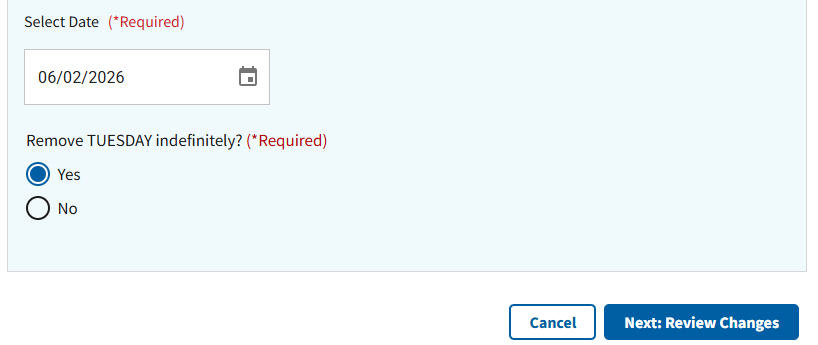 Select Date (*Required)
06/02/2026
Remove TUESDAY indefinitely? (*Required)
Yes
No
Cancel
Next: Review Changes